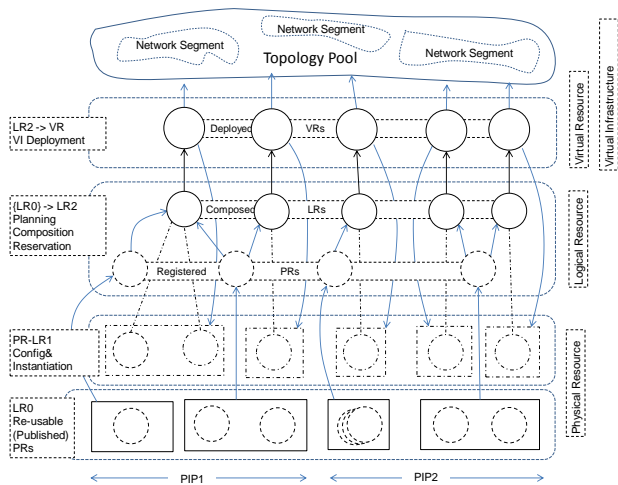 Network Segment
Network Segment
Network Segment
Topology Pool
LR2 -> VR
VI Deployment
Deployed
VRs
Virtual Resource
Virtual Infrastructure
{LR0} -> LR2
Planning
Composition
Reservation
Composed
LRs
Registered
PRs
Logical Resource
PR-LR1
Config&
Instantiation
LR0
Re-usable
(Published)
PRs
Physical Resource
PIP1
PIP2